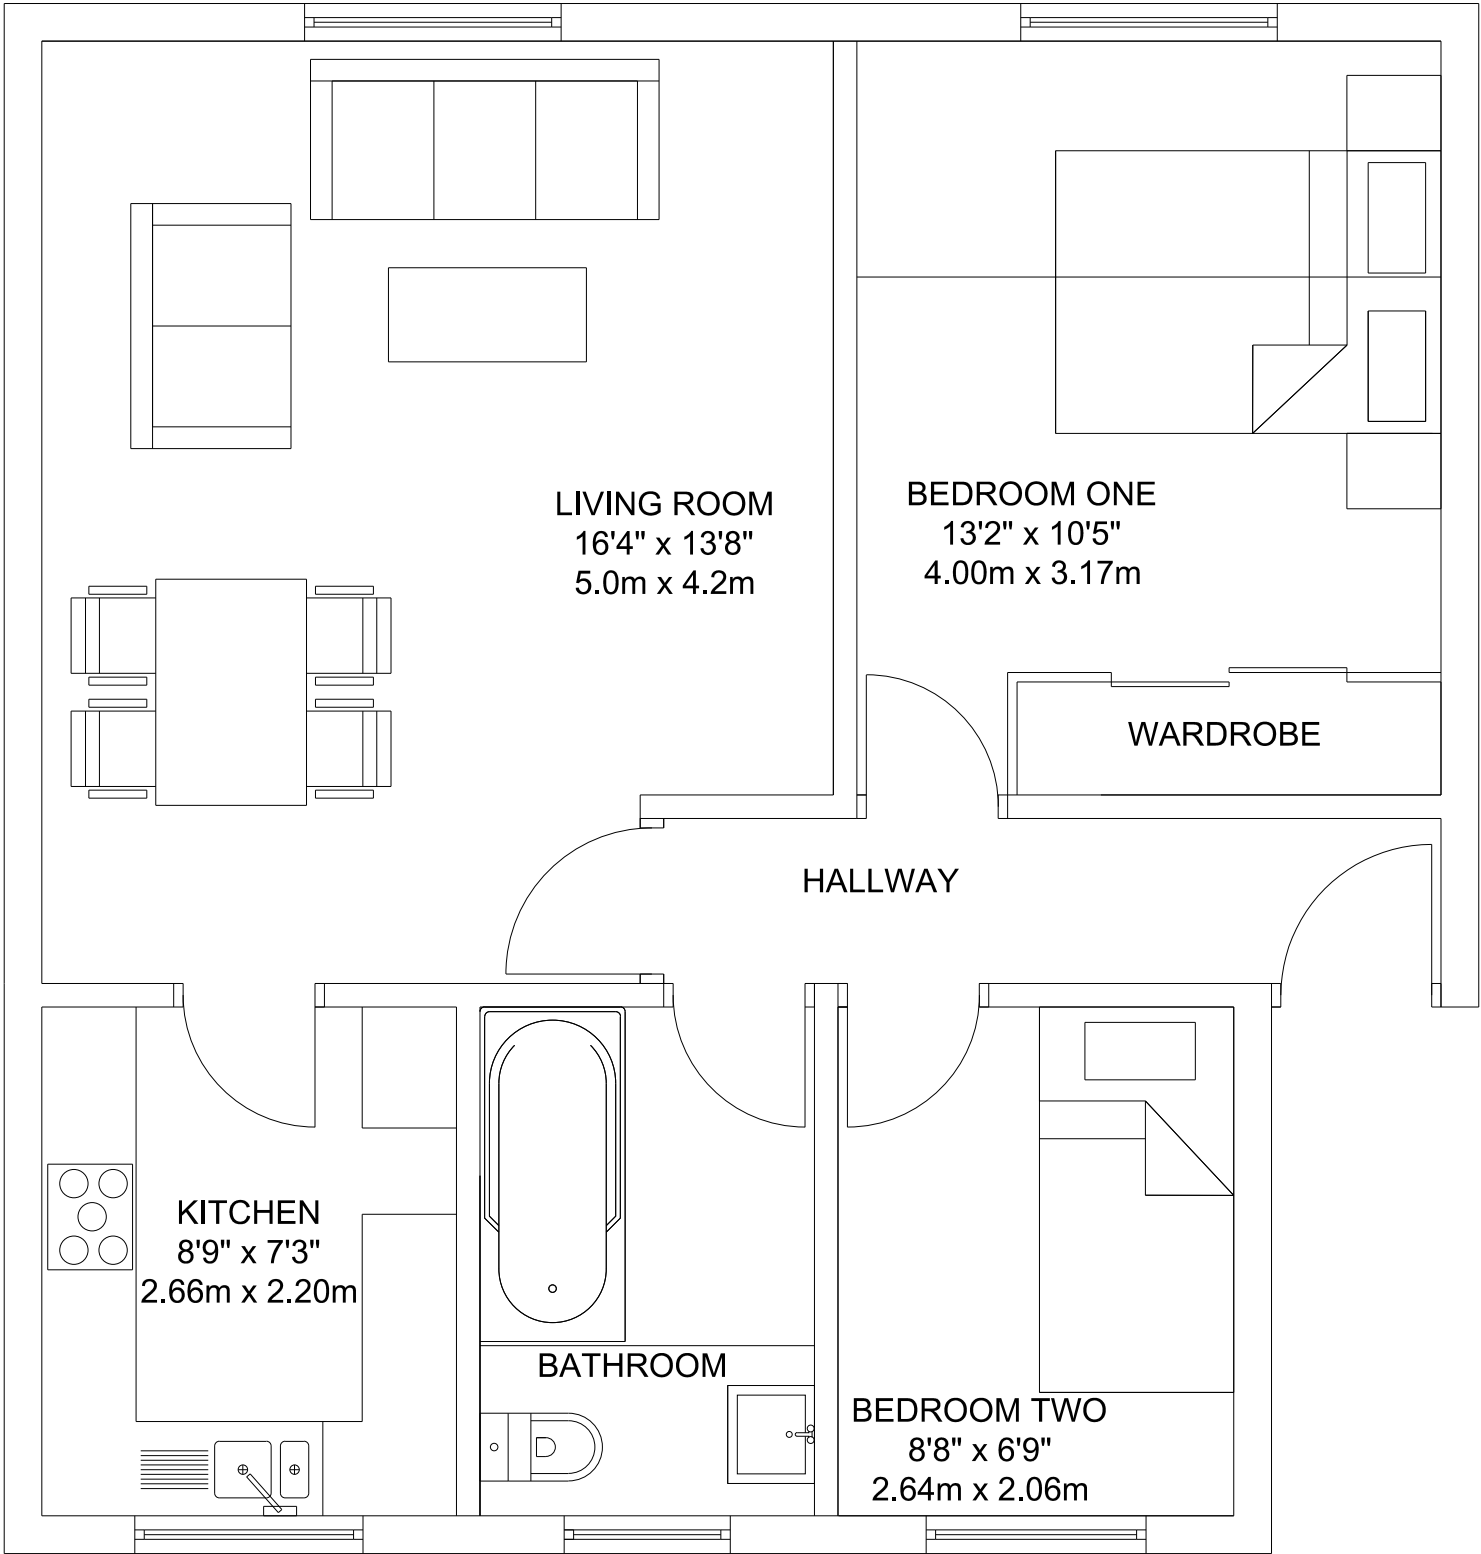 LIVING ROOM
16'4" x 13'8"
5.0m x 4.2m
BEDROOM ONE
13'2" x 10'5"
4.00m x 3.17m
WARDROBE
HALLWAY
KITCHEN
8'9" x 7'3"
2.66m x 2.20m
BATHROOM
BEDROOM TWO
8'8" x 6'9"
2.64m x 2.06m